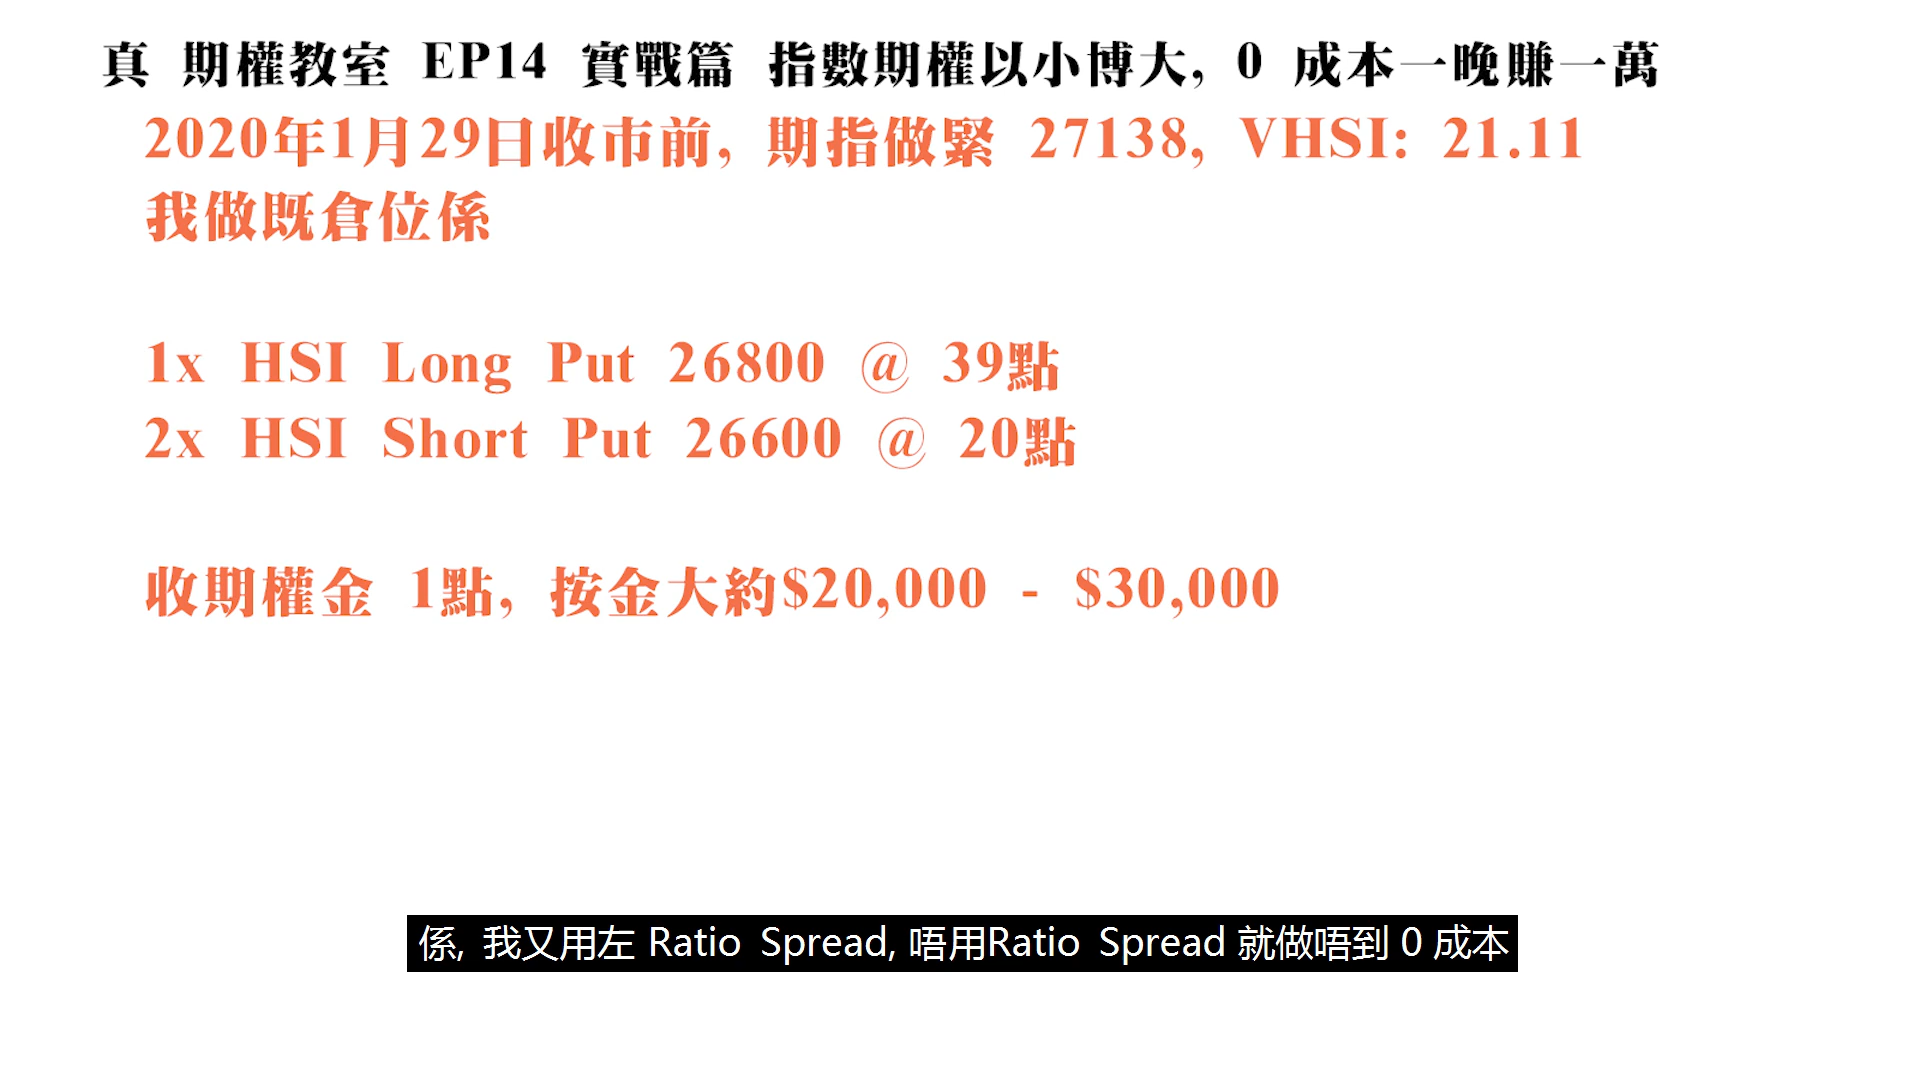 真 期權教室 EP14 實戰篇 指數期權以小博大, 0 成本一晚賺一萬
2020年1月29日收市前, 期指做緊 27138, VHSI: 21.11
我做既倉位係
1x HSI Long Put 26800 @ 39點
2x HSI Short Put 26600 @ 20點
收期權金 1點, 按金大約$20,000 - $30,000
係, 我又用左 Ratio Spread, 唔用Ratio Spread 就做唔到 0 成本